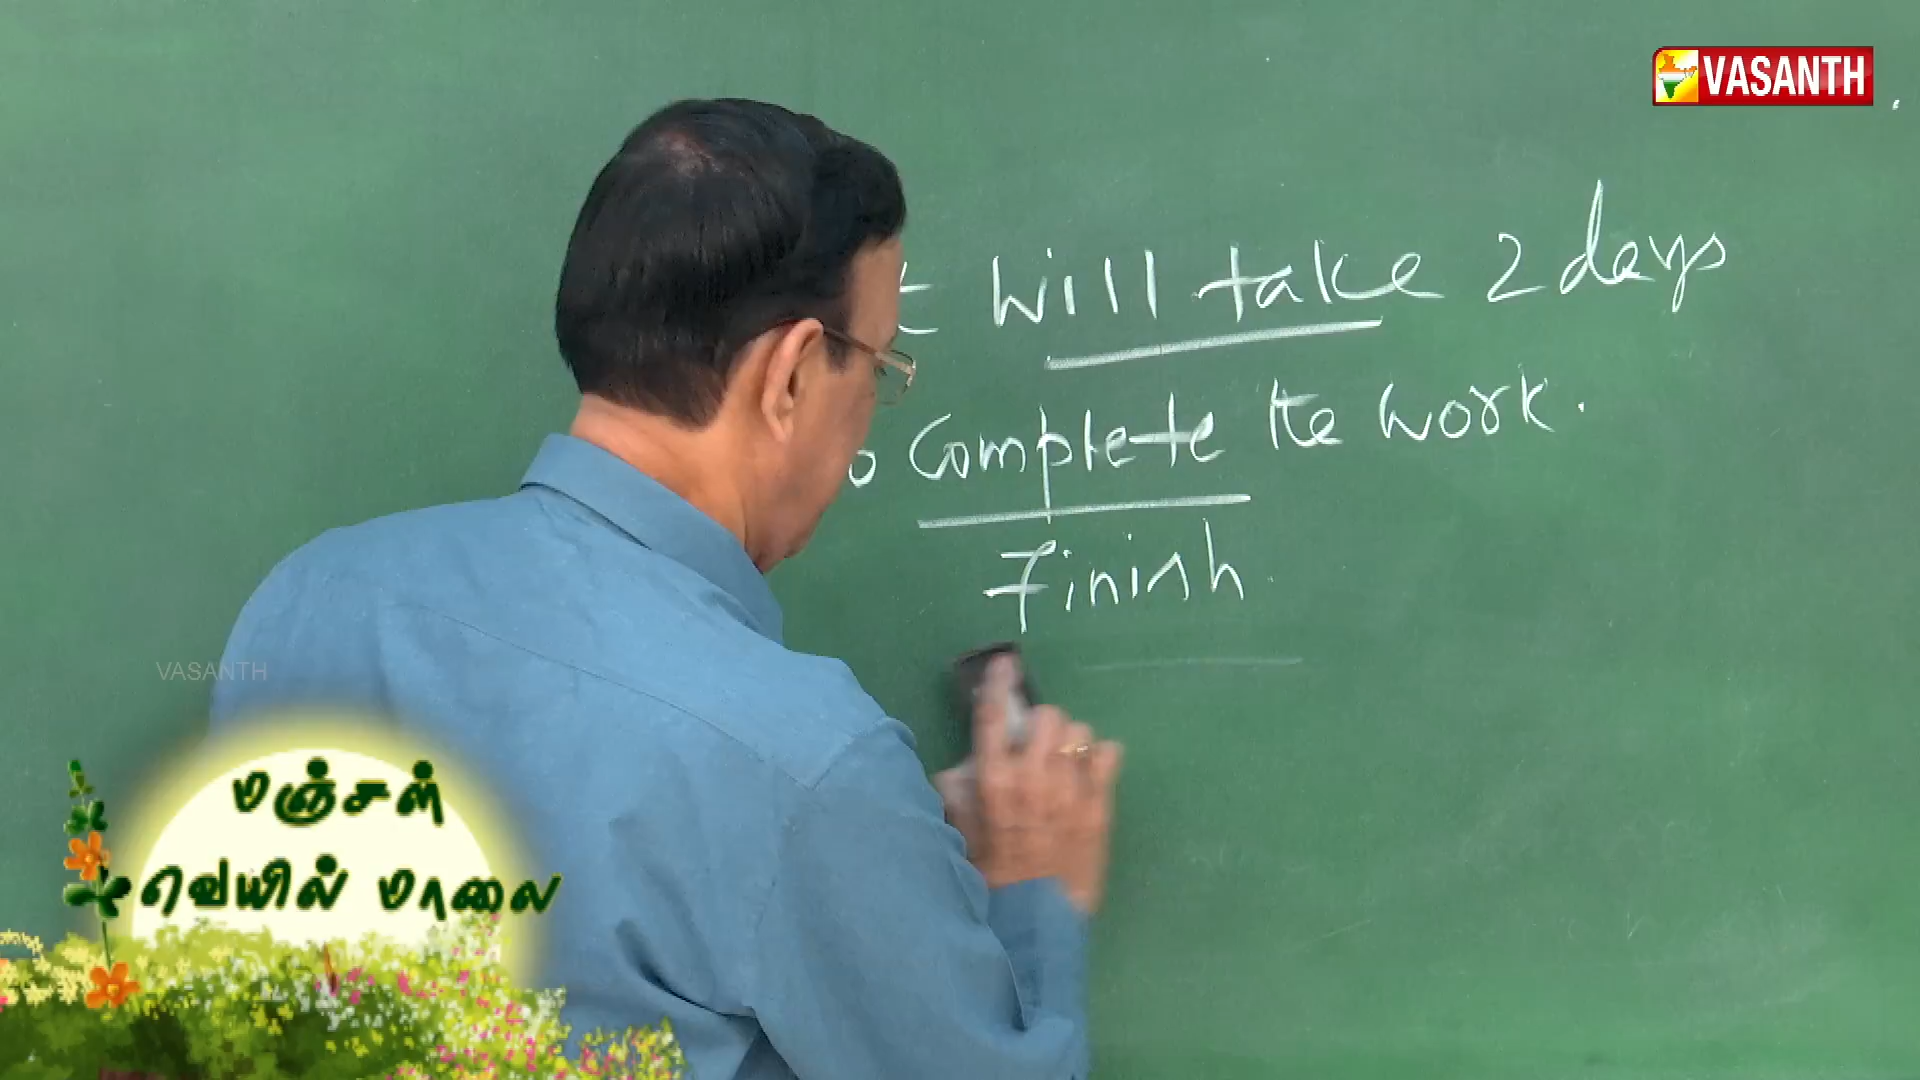 VASANTH
will take 2 days
complete the work.
Finish
VASANTH
மஞ்சள்
வெயில் மாலை